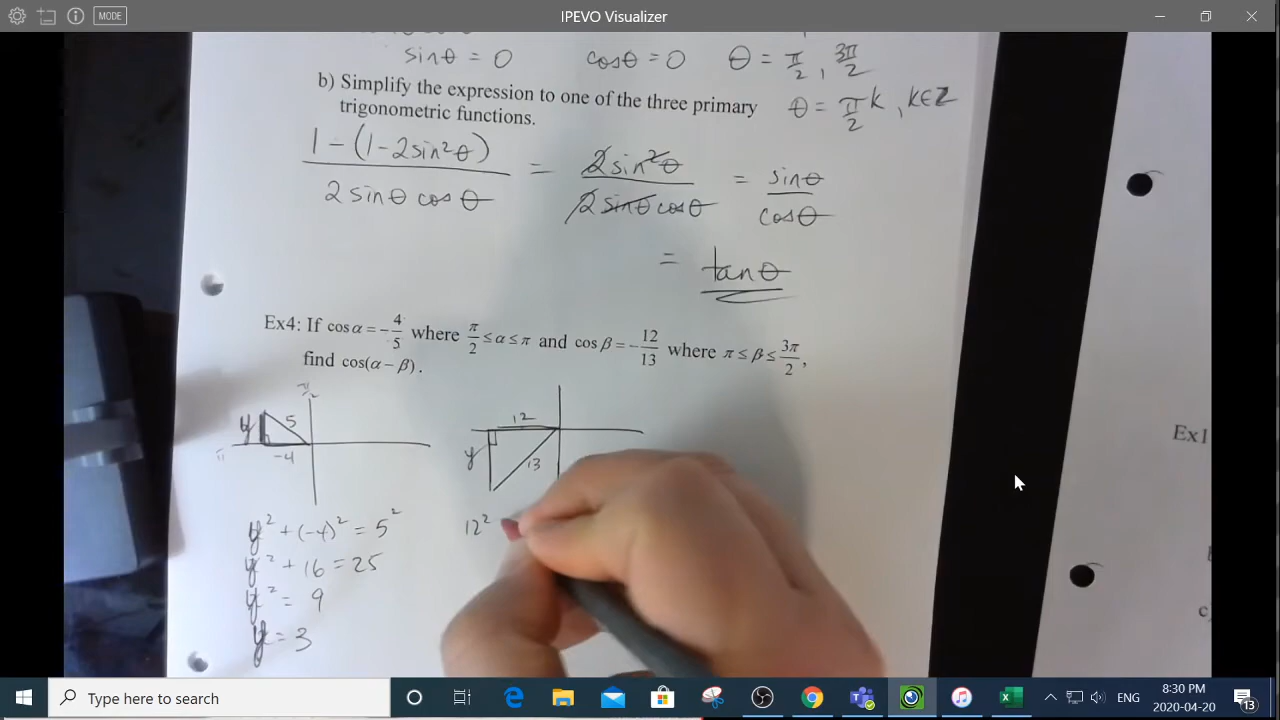 MODE
IPEVO Visualizer
sinθ = 0 cosθ = 0 θ = π/2, 3π/2
b) Simplify the expression to one of the three primary
trigonometric functions.
θ = π/2 k, k∈Z
1-(1-2sin²θ) / 2 sinθ cosθ = 2sin²θ / 2 sinθ cosθ = sinθ / cosθ
= tanθ
Ex4: If cos α = -4/5 where π/2 ≤ α ≤ π and cos β = -12/13 where π ≤ β ≤ 3π/2,
find cos(α – β).
π/2
y 5
-4
π
12
y 13
y² + (-4)² = 5²
y² + 16 = 25
y² = 9
y = 3
12²
Ex1
c
Type here to search
ENG
8:30 PM
2020-04-20
13